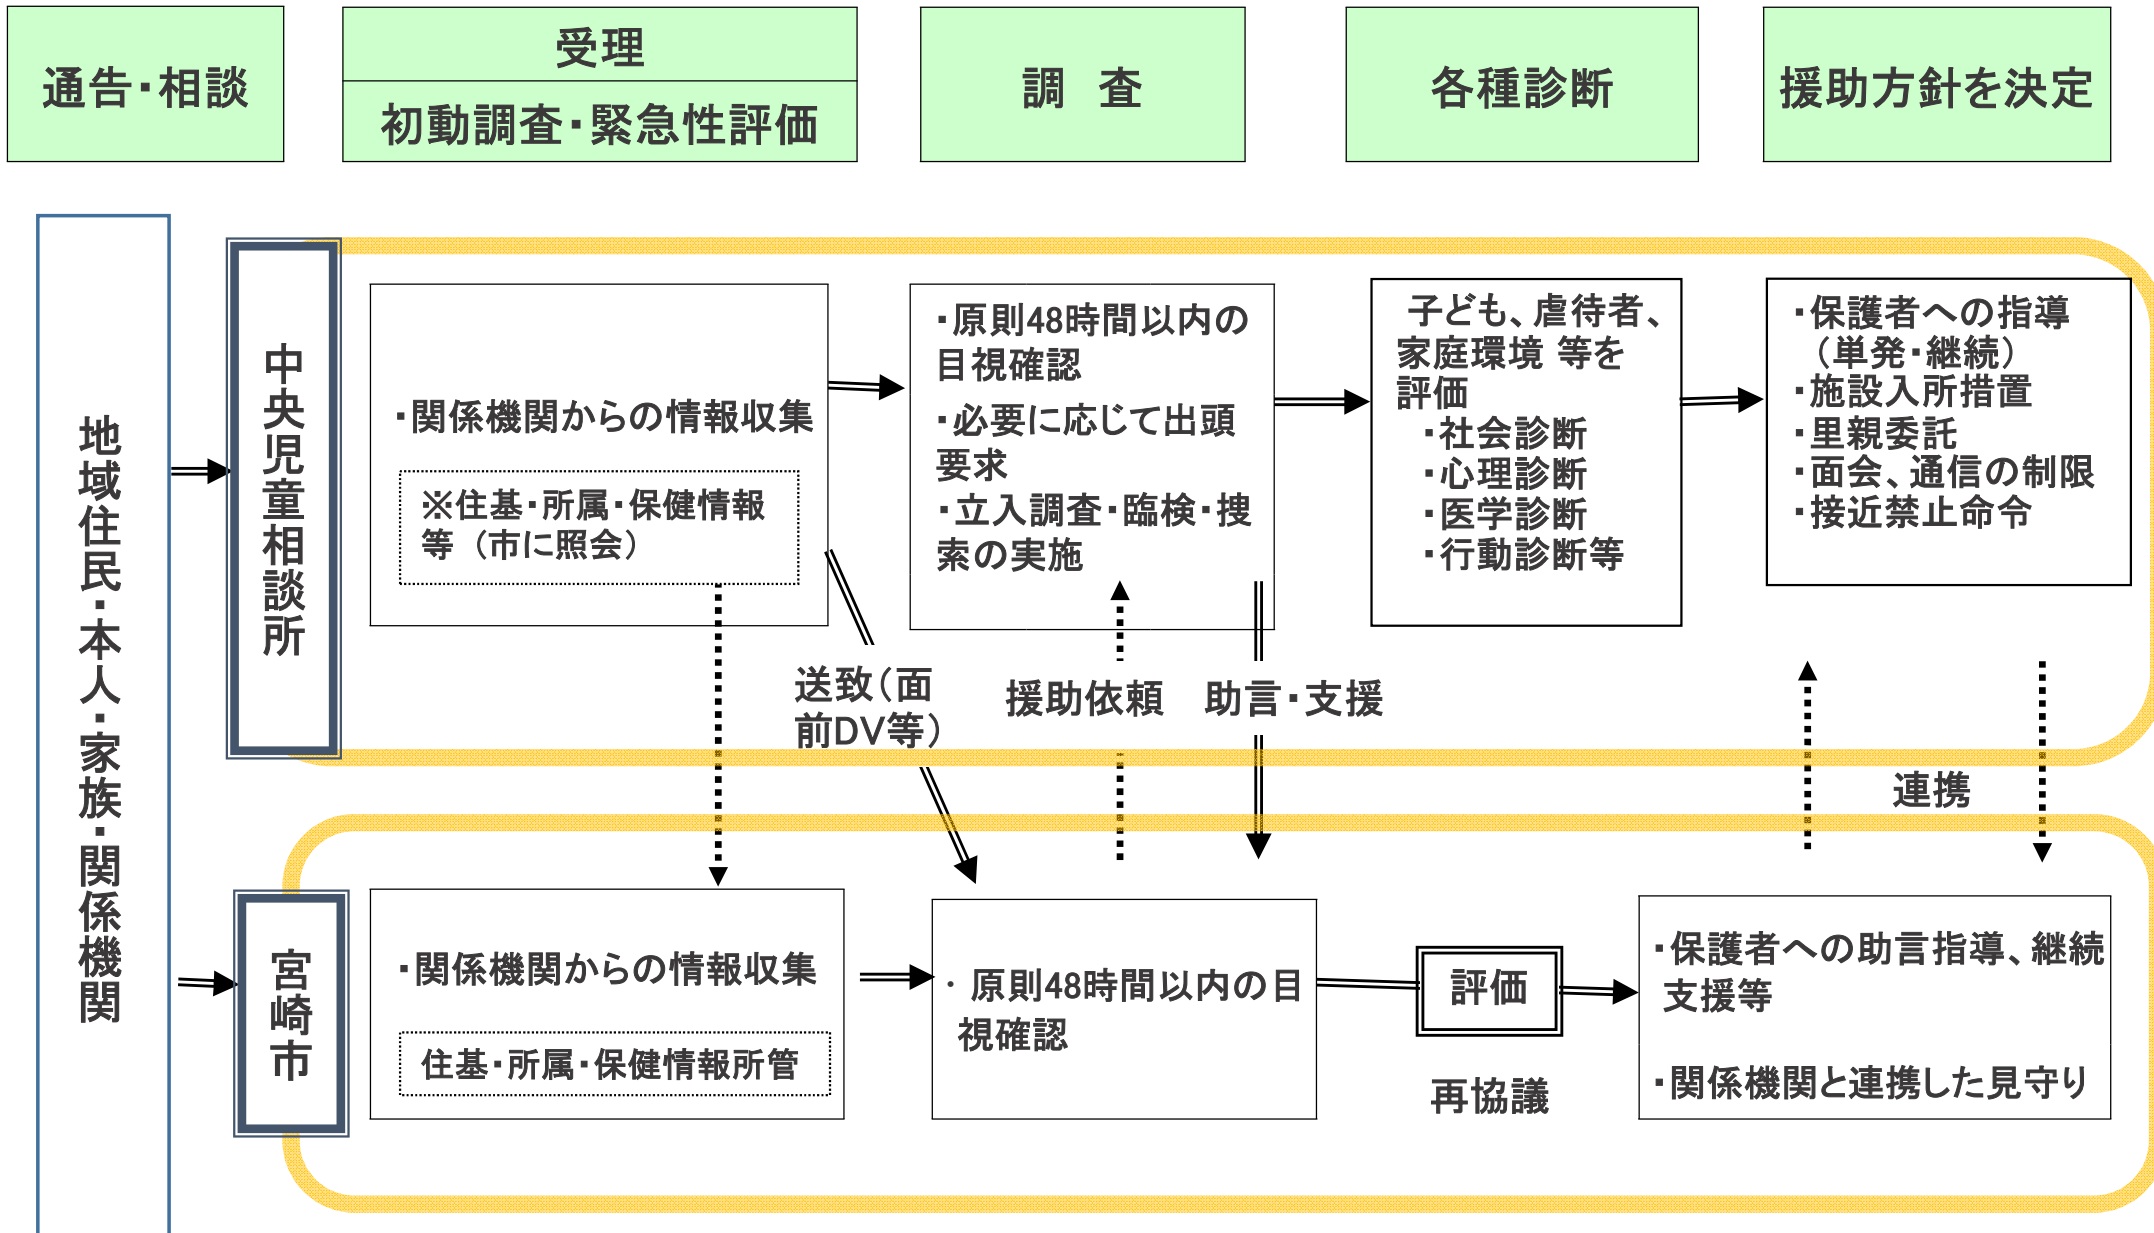 通告・相談
受理
初動調査・緊急性評価
調　査
各種診断
援助方針を決定
地域住民・本人・家族・関係機関
中央児童相談所
・関係機関からの情報収集
※住基・所属・保健情報
等（市に照会）
・原則48時間以内の
目視確認
・必要に応じて出頭
要求
・立入調査・臨検・捜
索の実施
子ども、虐待者、
家庭環境 等を
評価
・社会診断
・心理診断
・医学診断
・行動診断等
・保護者への指導
（単発・継続）
・施設入所措置
・里親委託
・面会、通信の制限
・接近禁止命令
送致（面
前DV等）
援助依頼
助言・支援
連携
宮崎市
・関係機関からの情報収集
住基・所属・保健情報所管
・原則48時間以内の目
視確認
評価
再協議
・保護者への助言指導、継続
支援等
・関係機関と連携した見守り